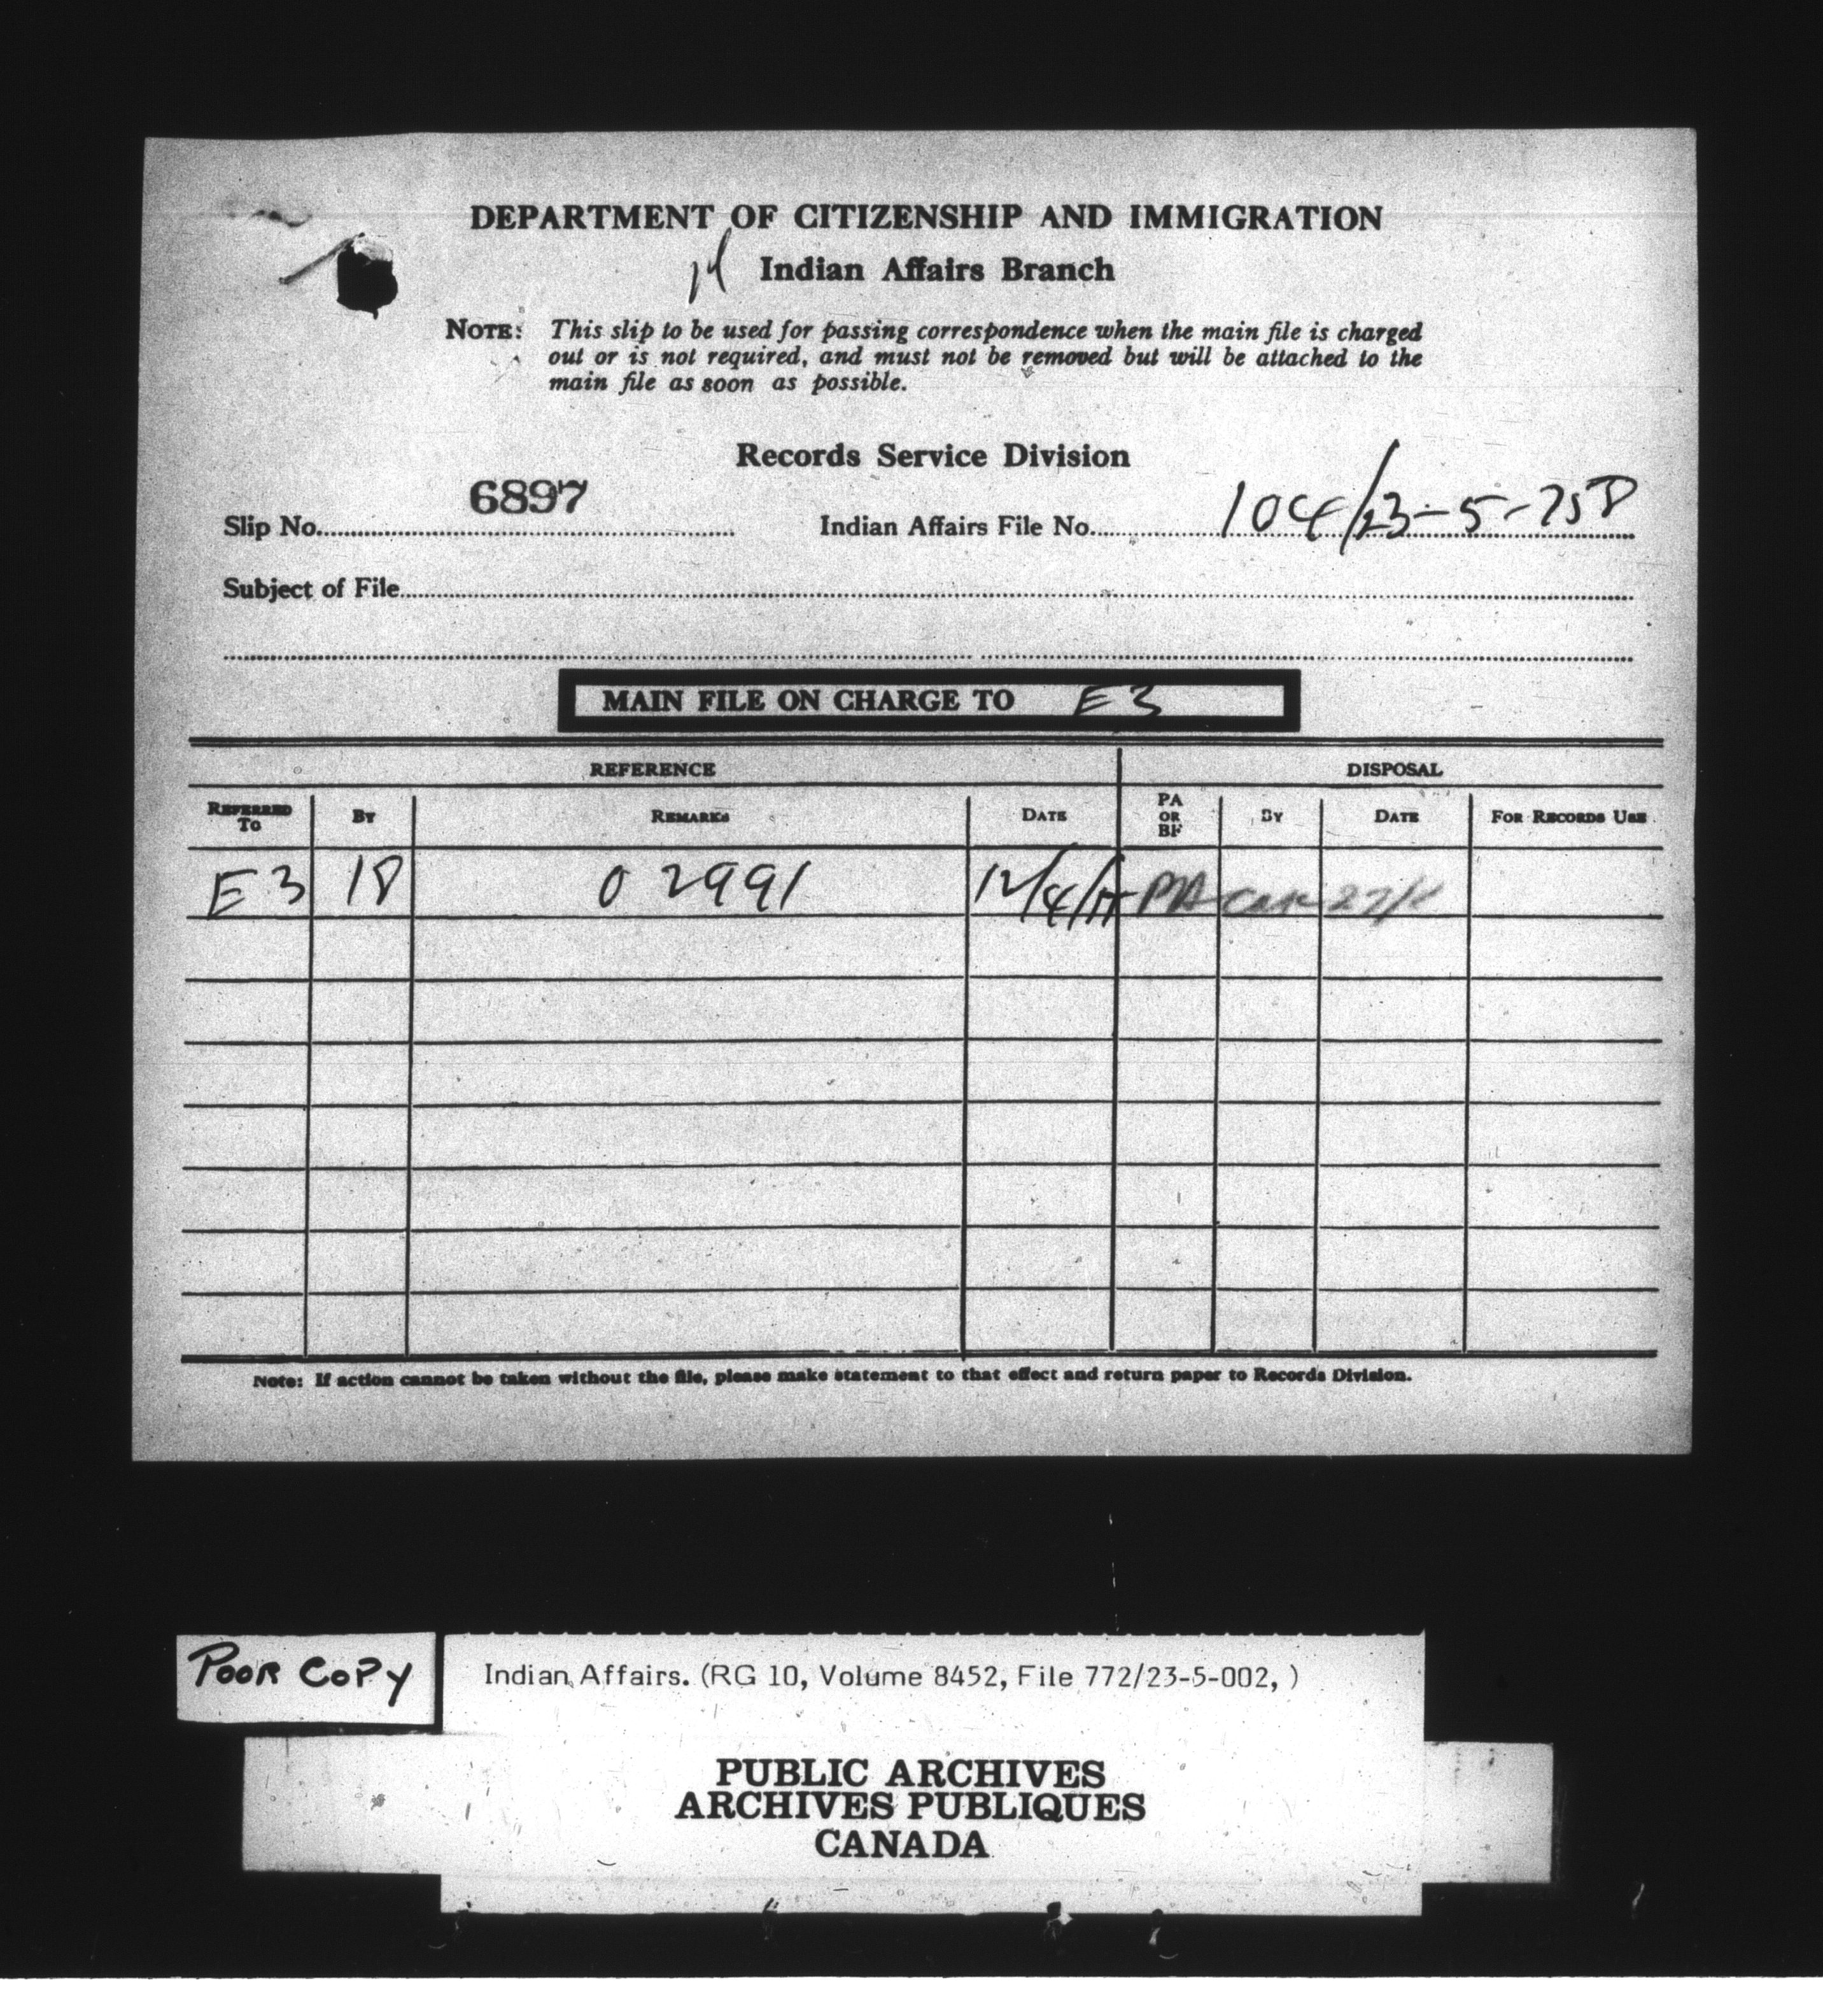 DEPARTMENT OF CITIZENSHIP AND IMMIGRATION
Indian Affairs Branch
NOTE: This slip to be used for passing correspondence when the main file is charged
out or is not required, and must not be removed but will be attached to the
main file as soon as possible.
Records Service Division
Slip No. 6897 Indian Affairs File No. 104/23-5-
Subject of File
MAIN FILE ON CHARGE TO E3
REFERENCE DISPOSAL
REFERRED TO BY REMARKS DATE PA OR BF BY DATE FOR RECORDS USE
E3 18 02991 12/4/ PA
Note: If action cannot be taken without the file, please make statement to that effect and return paper to Records Division.
POOR COPY
Indian Affairs. (RG 10, Volume 8452, File 772/23-5-002, )
PUBLIC ARCHIVES
ARCHIVES PUBLIQUES
CANADA